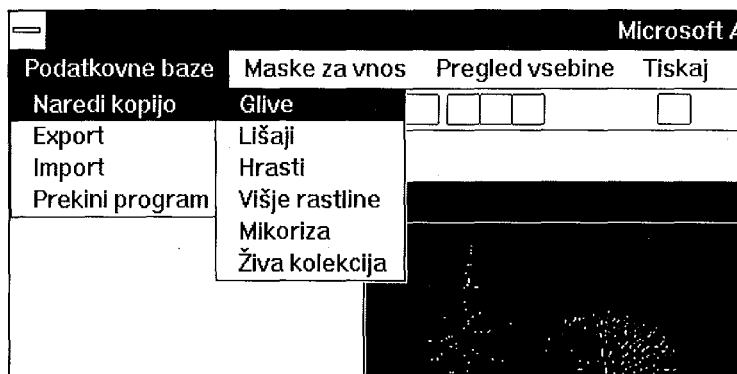 Microsoft A
Podatkovne baze Maske za vnos Pregled vsebine Tiskaj
Naredi kopijo Glive
Export Lišaji
Import Hrasti
Prekini program Višje rastline
Mikoriza
Živa kolekcija